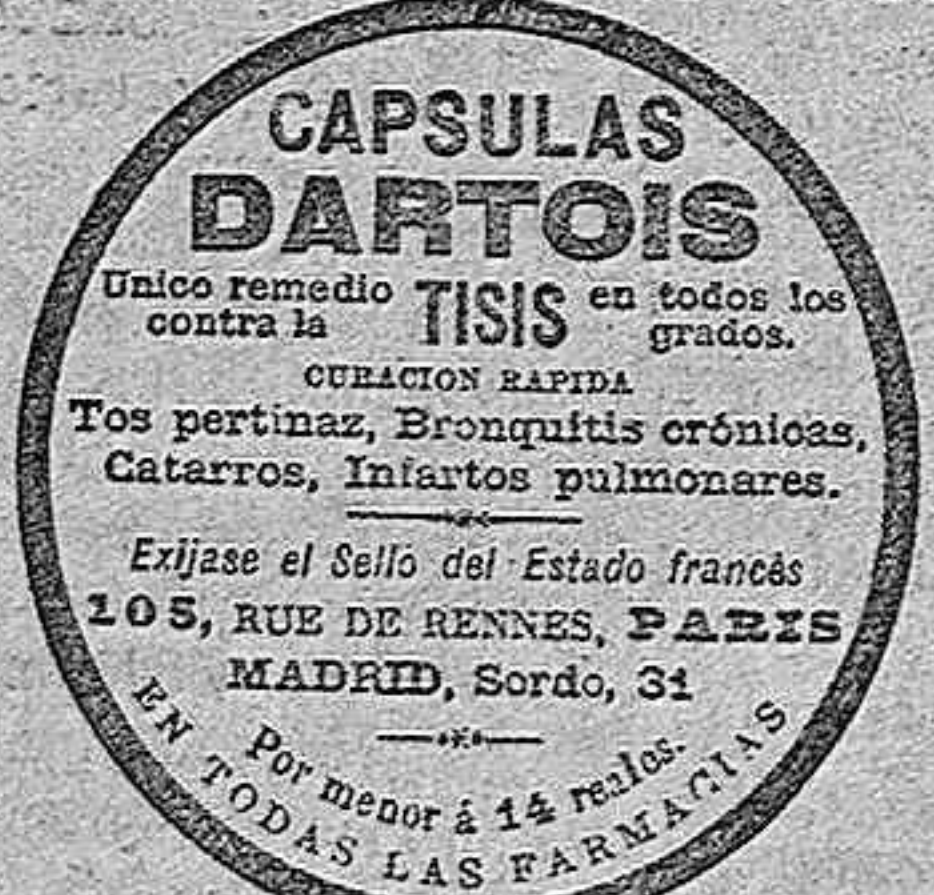 CAPSULAS
DARTOIS
Unico remedio contra la TISIS en todos los grados.
CURACION RAPIDA
Tos pertinaz, Bronquitis crónicas,
Catarros, Infartos pulmonares.
Exijase el Sello del Estado francés
105, RUE DE RENNES, PARIS
MADRID, Sordo, 31
Por menor á 14 reales.
EN TODAS LAS FARMACIAS